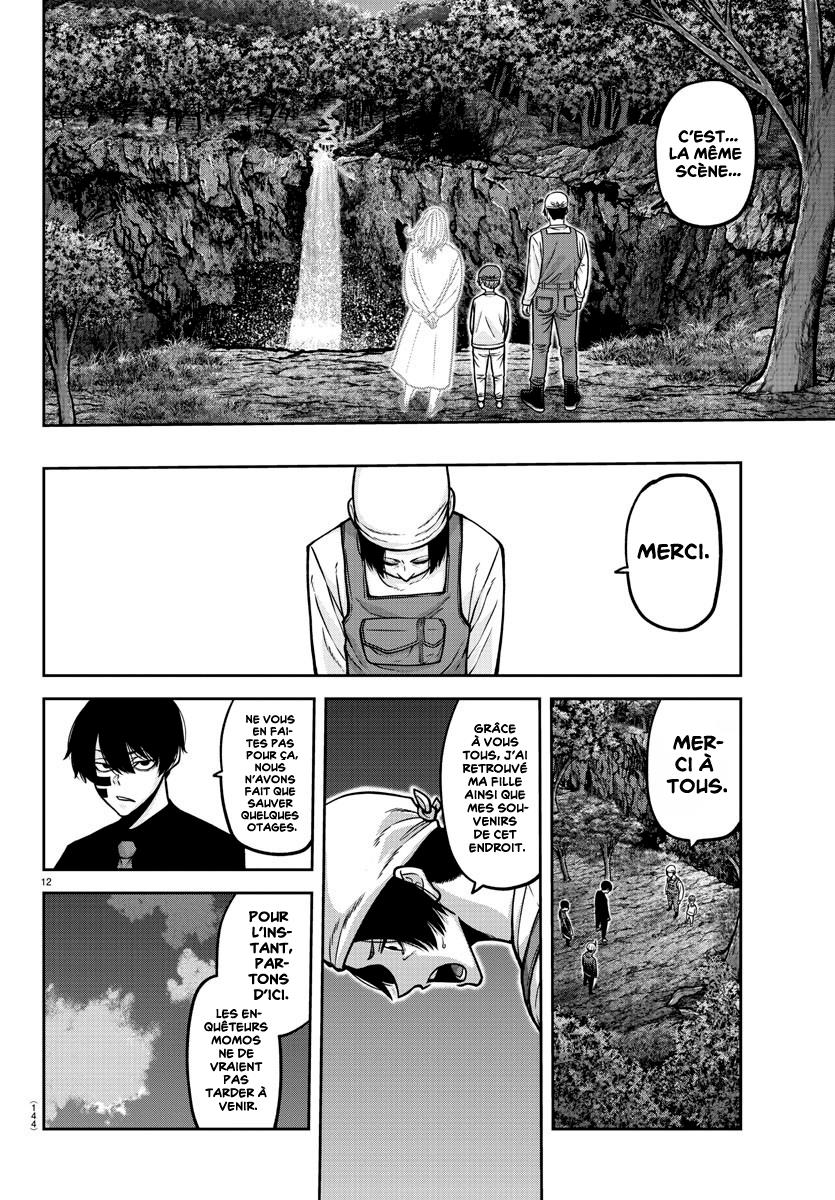 C'EST...
LA MÊME
SCÈNE...
MERCI.
MER-
CI À
TOUS.
GRÂCE
À VOUS
TOUS, J'AI
RETROUVÉ
MA FILLE
AINSI QUE
MES SOU-
VENIRS
DE CET
ENDROIT.
NE VOUS
EN FAI-
TES PAS
POUR ÇA,
NOUS
N'AVONS
FAIT QUE
SAUVER
QUELQUES
OTAGES.
POUR
L'INS-
TANT,
PAR-
TONS
D'ICI.
LES EN-
QUÊTEURS
MOMOS
NE DE
VRAIENT
PAS
TARDER À
VENIR.
12
(144)